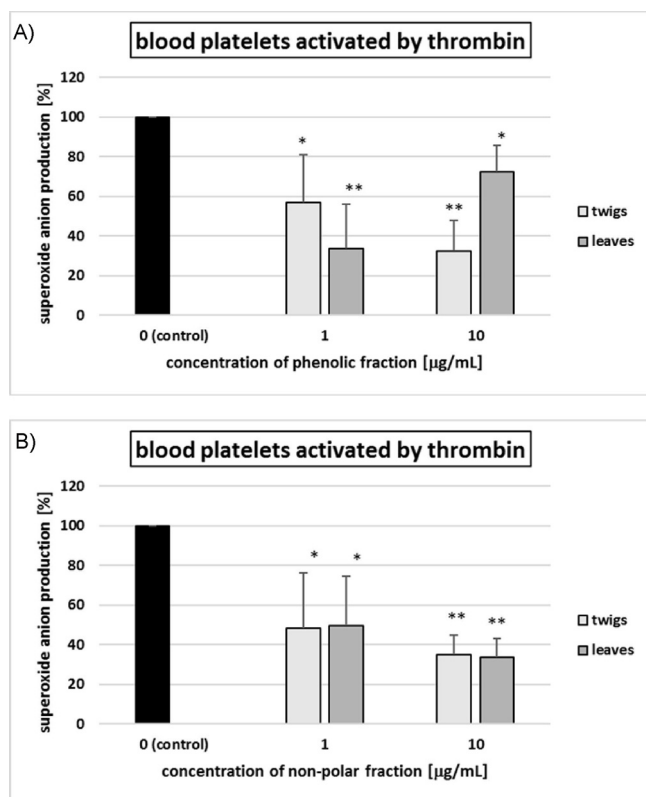 A)
blood platelets activated by thrombin
superoxide anion production [%]
120
100
80
60
40
20
0
*
**
**
*
twigs
leaves
0 (control)
1
10
concentration of phenolic fraction [µg/mL]
B)
blood platelets activated by thrombin
superoxide anion production [%]
120
100
80
60
40
20
0
*
*
**
**
twigs
leaves
0 (control)
1
10
concentration of non-polar fraction [µg/mL]